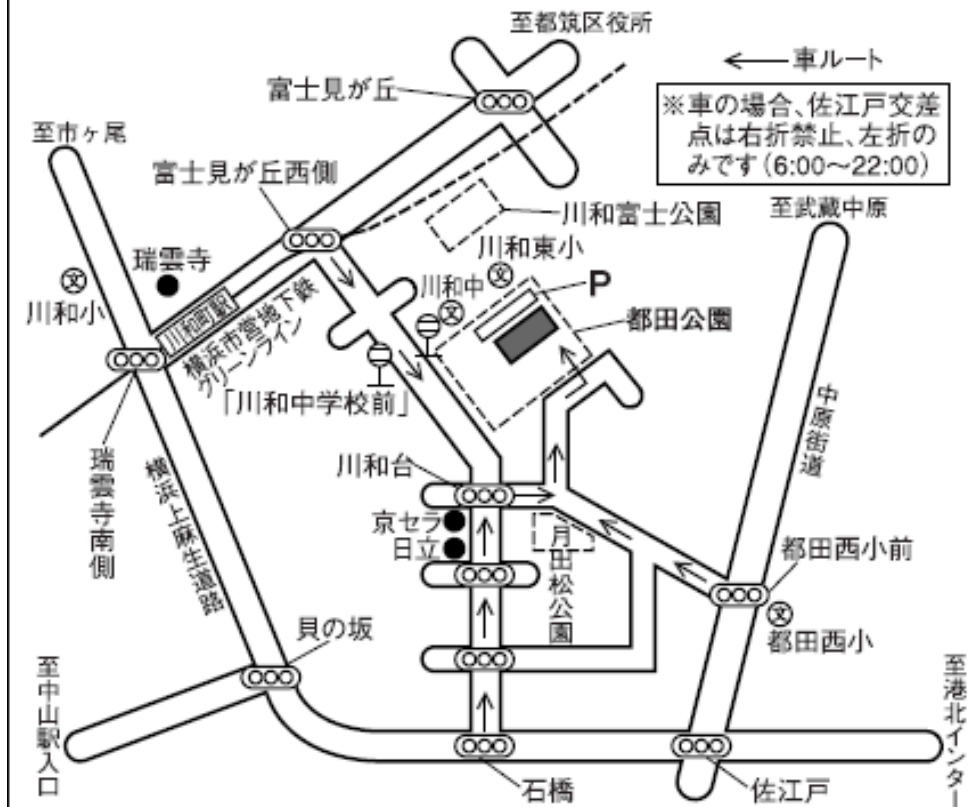 至都筑区役所
←車ルート
富士見が丘
※車の場合、佐江戸交差
点は右折禁止、左折の
みです(6:00～22:00)
至市ヶ尾
富士見が丘西側
川和富士公園
至武蔵中原
瑞雲寺
川和東小
文
文
川和小
川和中
文
P
川和町駅
都田公園
横浜市営地下鉄
グリーンライン
「川和中学校前」
中原街道
瑞雲寺南側
横浜上麻生道路
川和台
京セラ
日立
月出松公園
都田西小前
文
都田西小
貝の坂
至中山駅入口
至港北インター
石橋
佐江戸